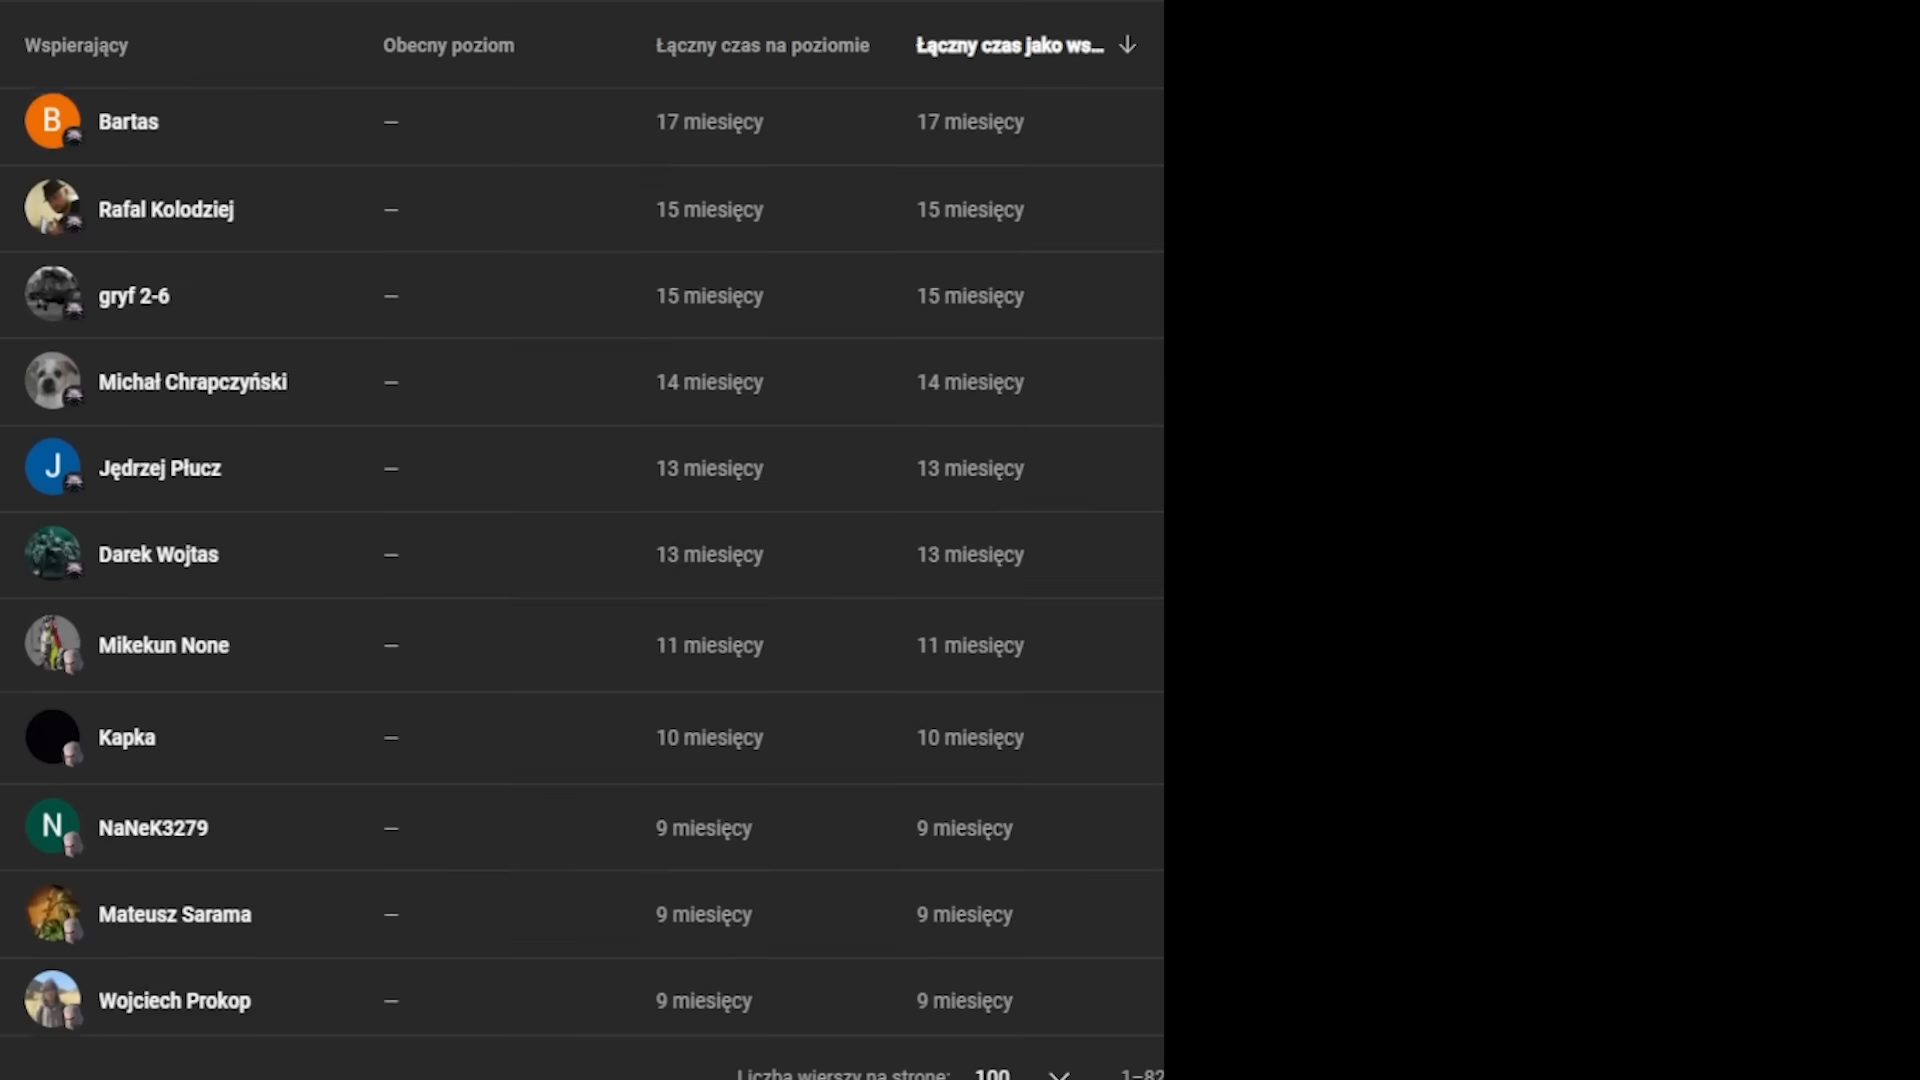 Wspierający Obecny poziom Łączny czas na poziomie Łączny czas jako ws...
B Bartas – 17 miesięcy 17 miesięcy
Rafal Kolodziej – 15 miesięcy 15 miesięcy
gryf 2-6 – 15 miesięcy 15 miesięcy
Michał Chrapczyński – 14 miesięcy 14 miesięcy
J Jędrzej Płucz – 13 miesięcy 13 miesięcy
Darek Wojtas – 13 miesięcy 13 miesięcy
Mikekun None – 11 miesięcy 11 miesięcy
Kapka – 10 miesięcy 10 miesięcy
N NaNeK3279 – 9 miesięcy 9 miesięcy
Mateusz Sarama – 9 miesięcy 9 miesięcy
Wojciech Prokop – 9 miesięcy 9 miesięcy
Liczba wierszy na stronę: 100 1–82